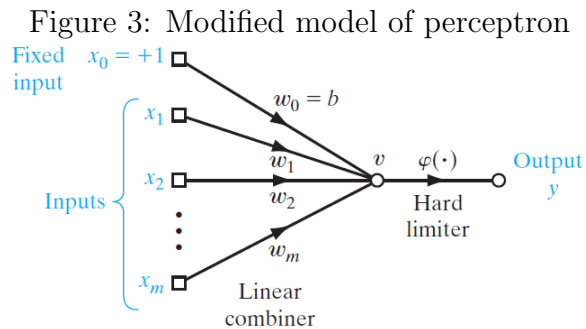 Figure 3: Modified model of perceptron
Fixed input x₀ = +1
w₀ = b
x₁
w₁
v
φ(·)
Output y
Inputs
x₂
w₂
Hard limiter
wₘ
xₘ
Linear combiner